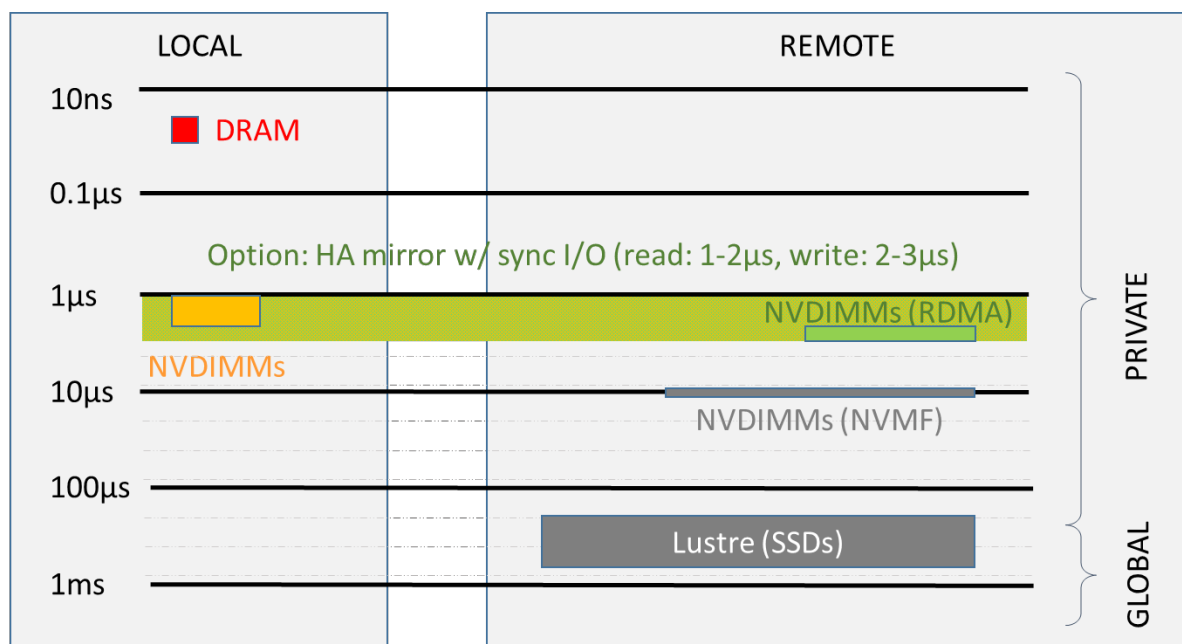 LOCAL
REMOTE
10ns
DRAM
0.1µs
Option: HA mirror w/ sync I/O (read: 1-2µs, write: 2-3µs)
1µs
NVDIMMs (RDMA)
NVDIMMs
10µs
NVDIMMs (NVMF)
100µs
Lustre (SSDs)
1ms
PRIVATE
GLOBAL